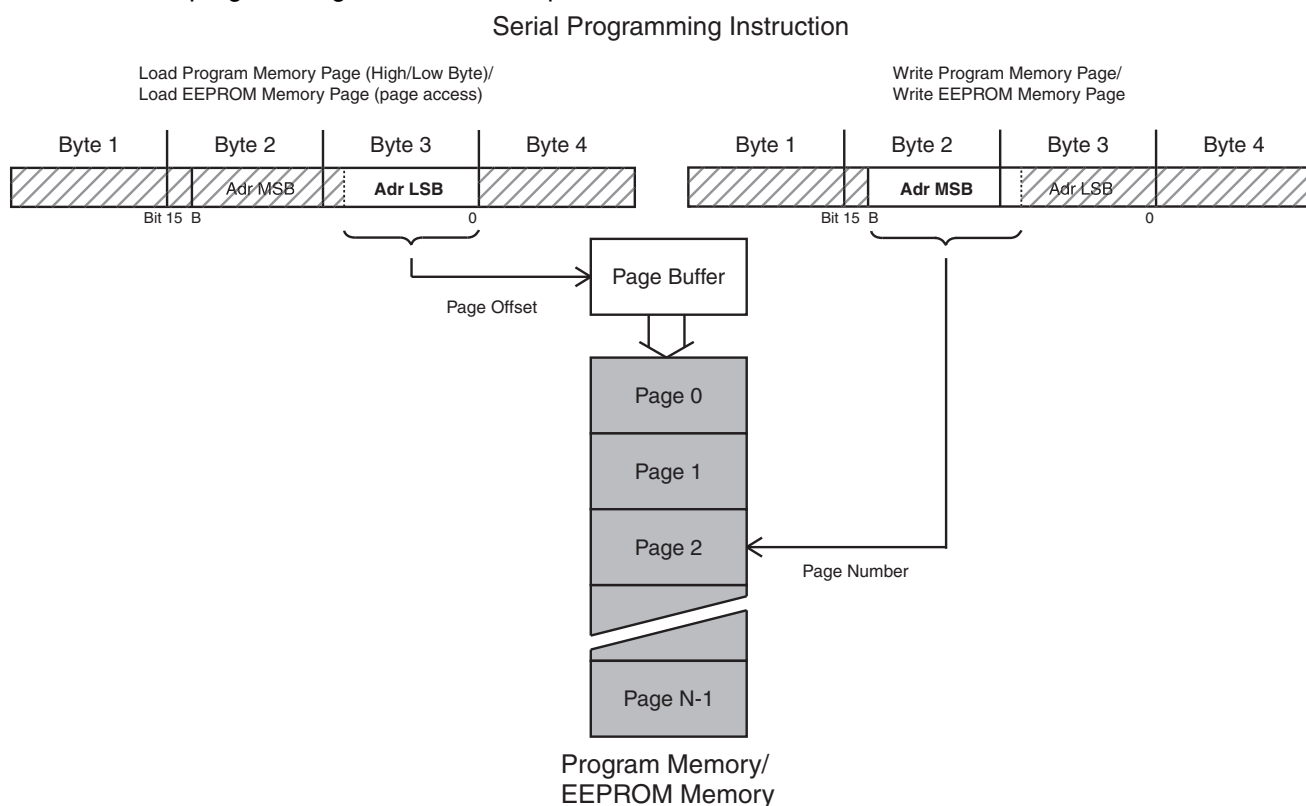 Serial Programming Instruction
Load Program Memory Page (High/Low Byte)/
Load EEPROM Memory Page (page access)
Write Program Memory Page/
Write EEPROM Memory Page
Byte 1 Byte 2 Byte 3 Byte 4
Byte 1 Byte 2 Byte 3 Byte 4
Adr MSB Adr LSB
Adr MSB Adr LSB
Bit 15 B 0
Bit 15 B 0
Page Buffer
Page Offset
Page 0
Page 1
Page 2
Page Number
Page N-1
Program Memory/
EEPROM Memory